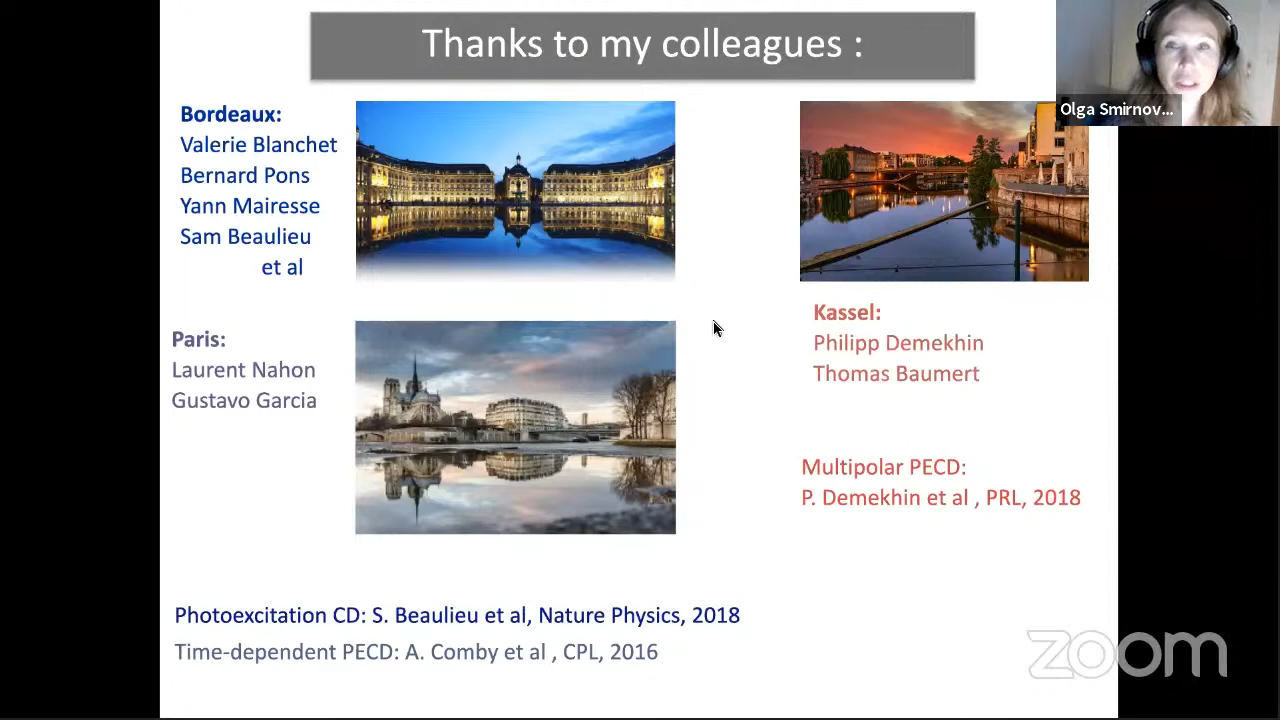 Thanks to my colleagues :
Olga Smirnov...
Bordeaux:
Valerie Blanchet
Bernard Pons
Yann Mairesse
Sam Beaulieu
et al
Paris:
Laurent Nahon
Gustavo Garcia
Kassel:
Philipp Demekhin
Thomas Baumert
Multipolar PECD:
P. Demekhin et al , PRL, 2018
Photoexcitation CD: S. Beaulieu et al, Nature Physics, 2018
Time-dependent PECD: A. Comby et al , CPL, 2016
zoom